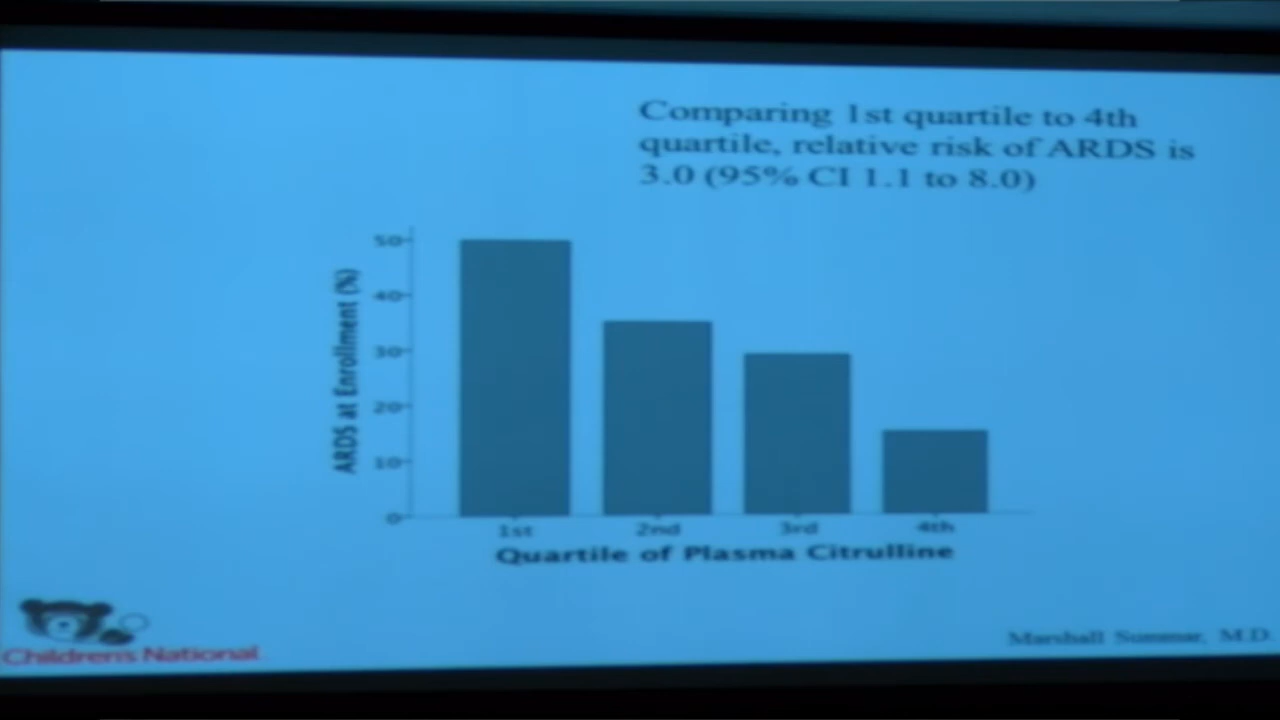 Comparing 1st quartile to 4th
quartile, relative risk of ARDS is
3.0 (95% CI 1.1 to 8.0)
ARDS at Enrollment (%)
50
40
30
20
10
0
1st 2nd 3rd 4th
Quartile of Plasma Citrulline
Children's National
Marshall Summar, M.D.